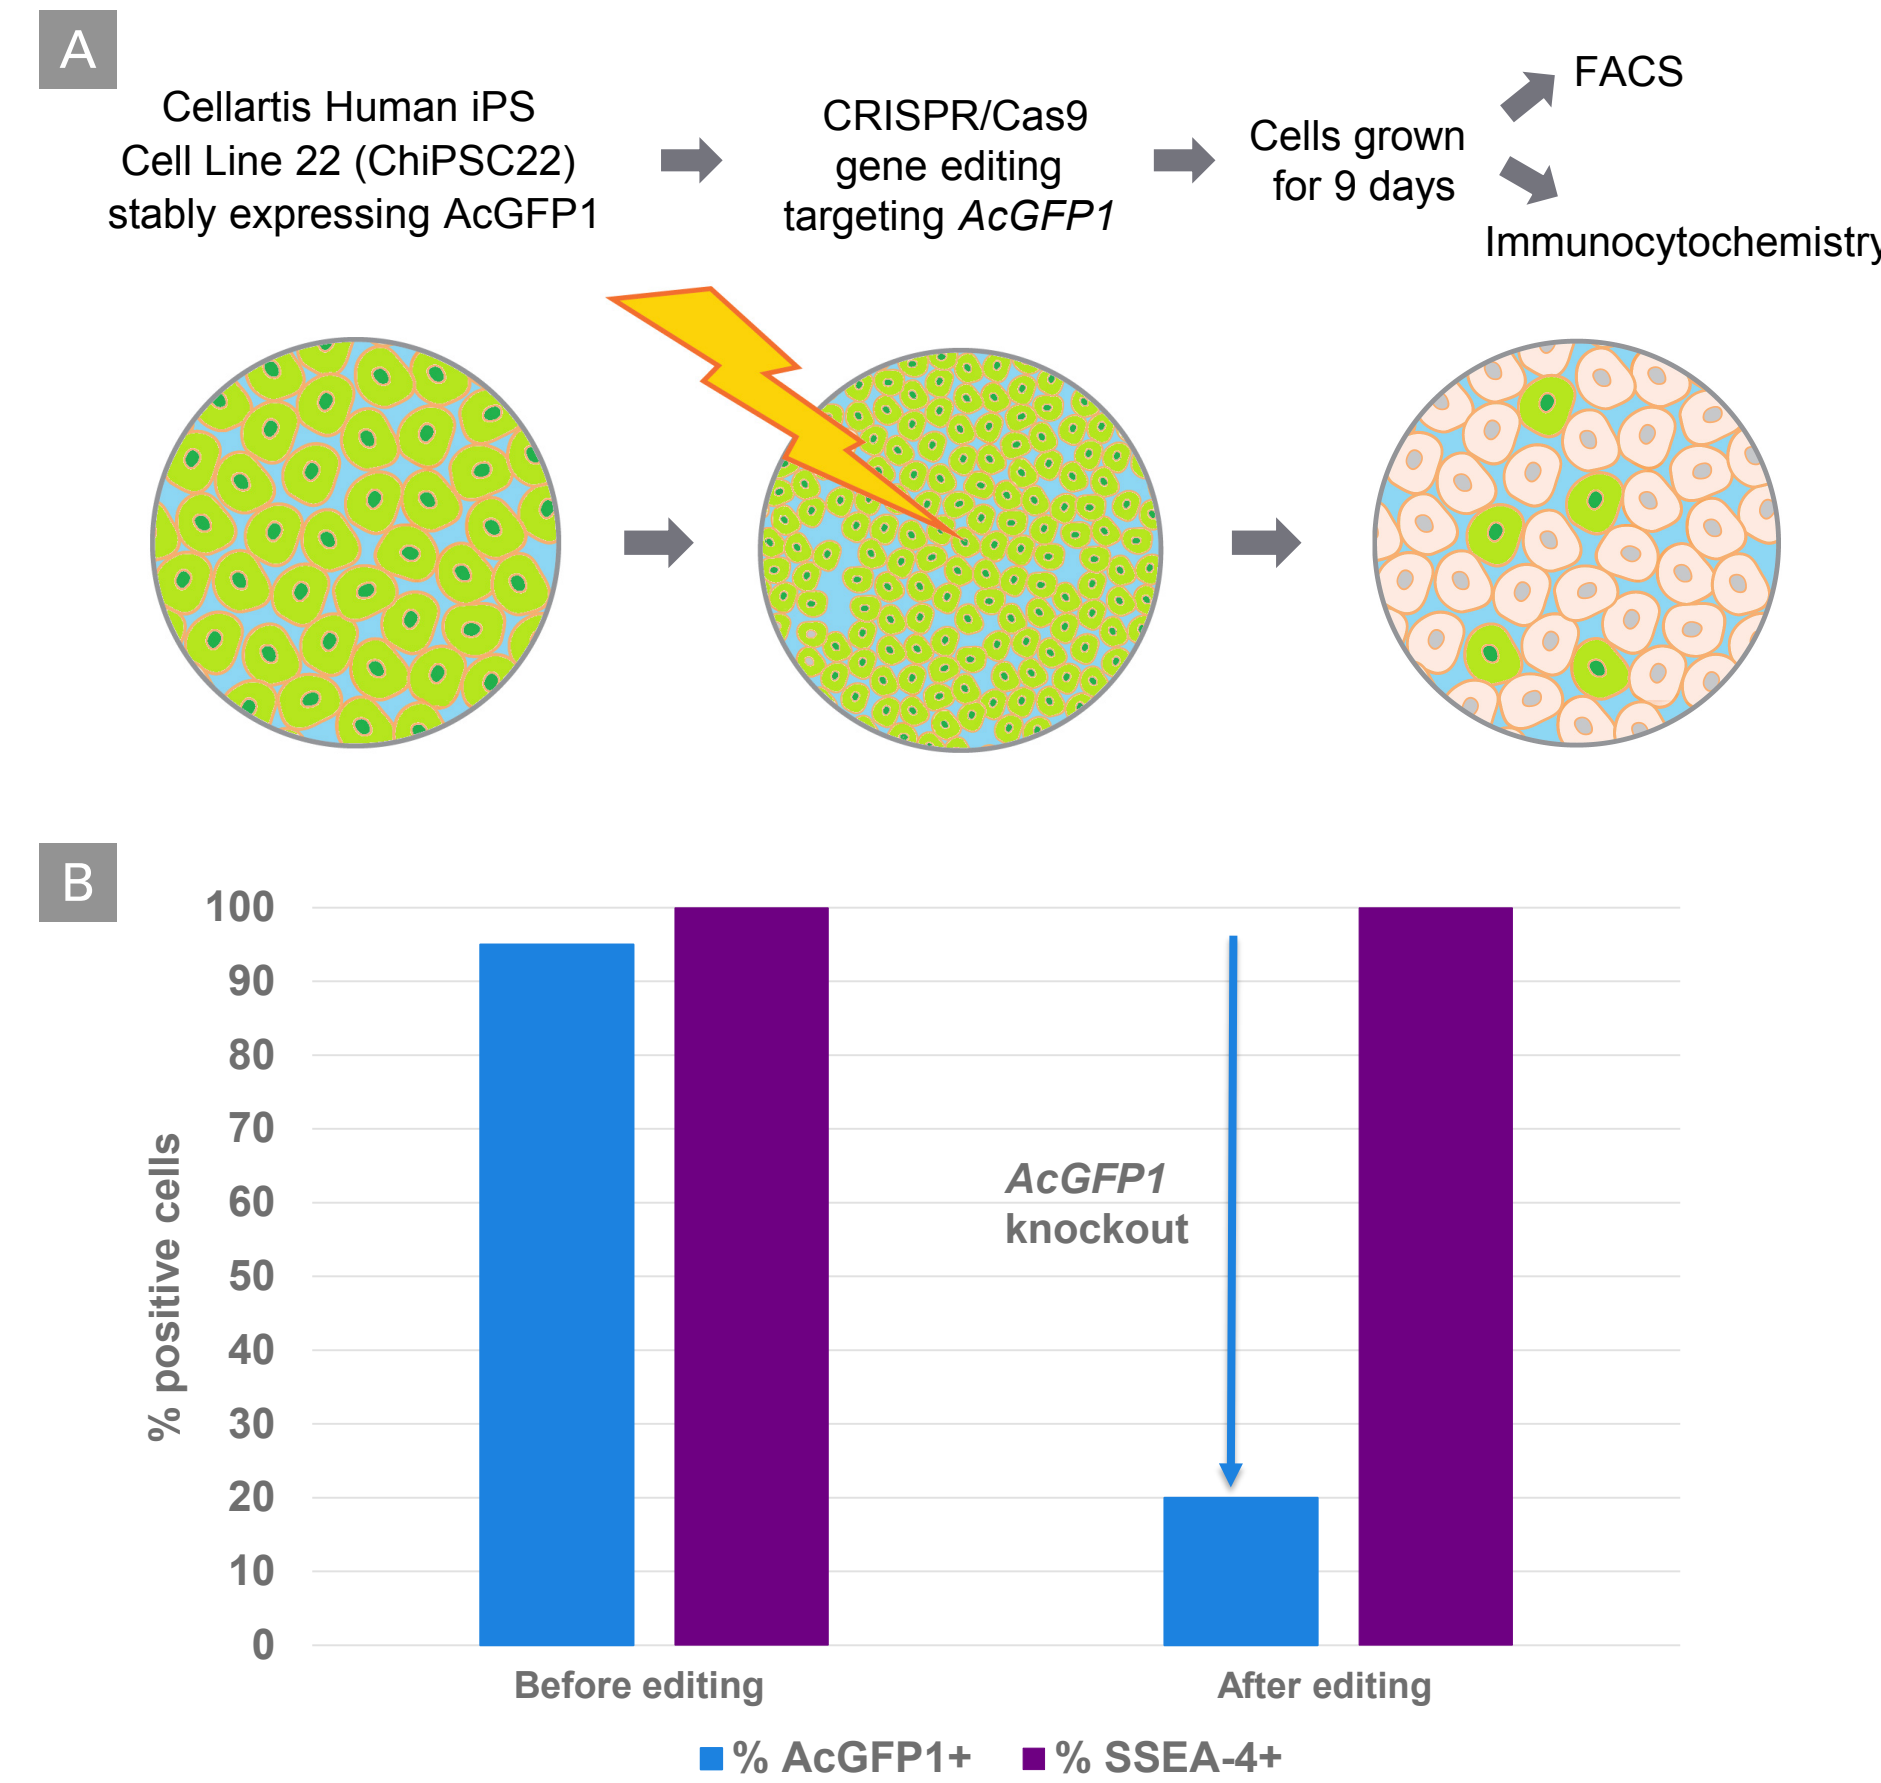 A
Cellartis Human iPS
Cell Line 22 (ChiPSC22)
stably expressing AcGFP1
CRISPR/Cas9
gene editing
targeting AcGFP1
Cells grown
for 9 days
FACS
Immunocytochemistry
B
% positive cells
100
90
80
70
60
50
40
30
20
10
0
AcGFP1
knockout
Before editing
After editing
% AcGFP1+
% SSEA-4+